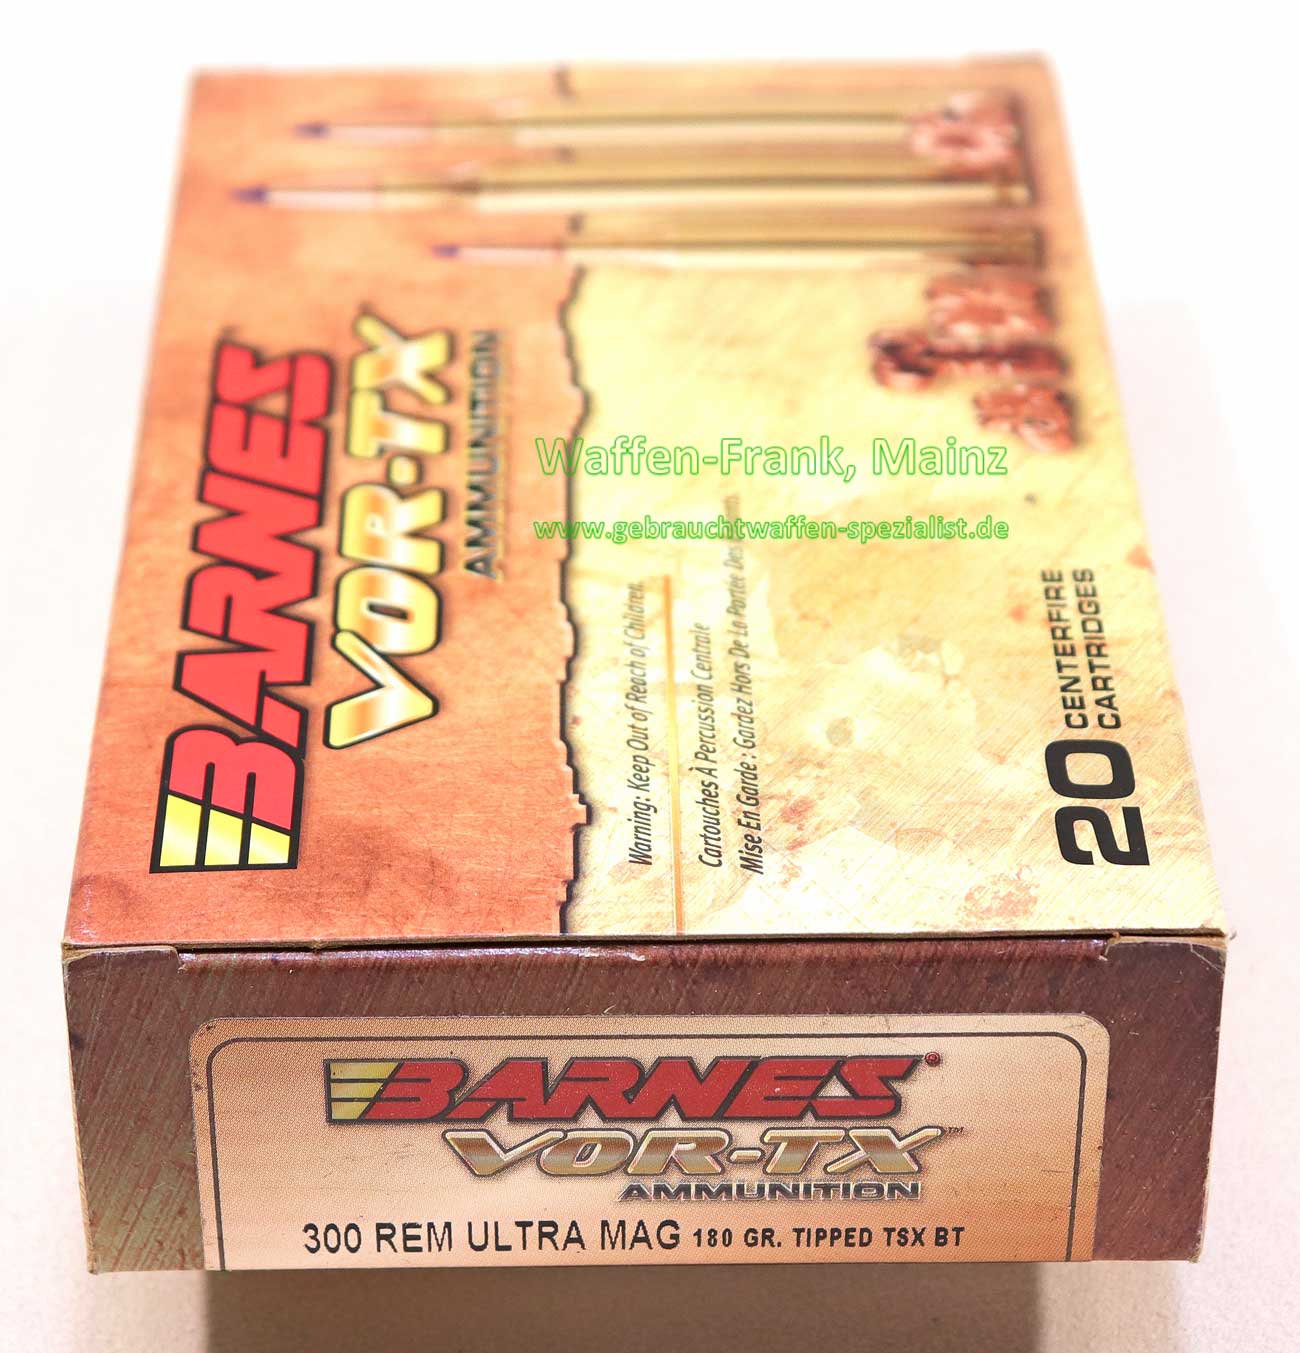 BARNES
VOR-TX
AMMUNITION
Waffen-Frank, Mainz
www.gebrauchtwaffen-spezialist.de
Warning: Keep Out of Reach of Children.
Cartouches À Percussion Centrale
Mise En Garde : Gardez Hors De La Portée Des
20 CENTERFIRE
CARTRIDGES
BARNES®
VOR-TX™
AMMUNITION
300 REM ULTRA MAG 180 GR. TIPPED TSX BT